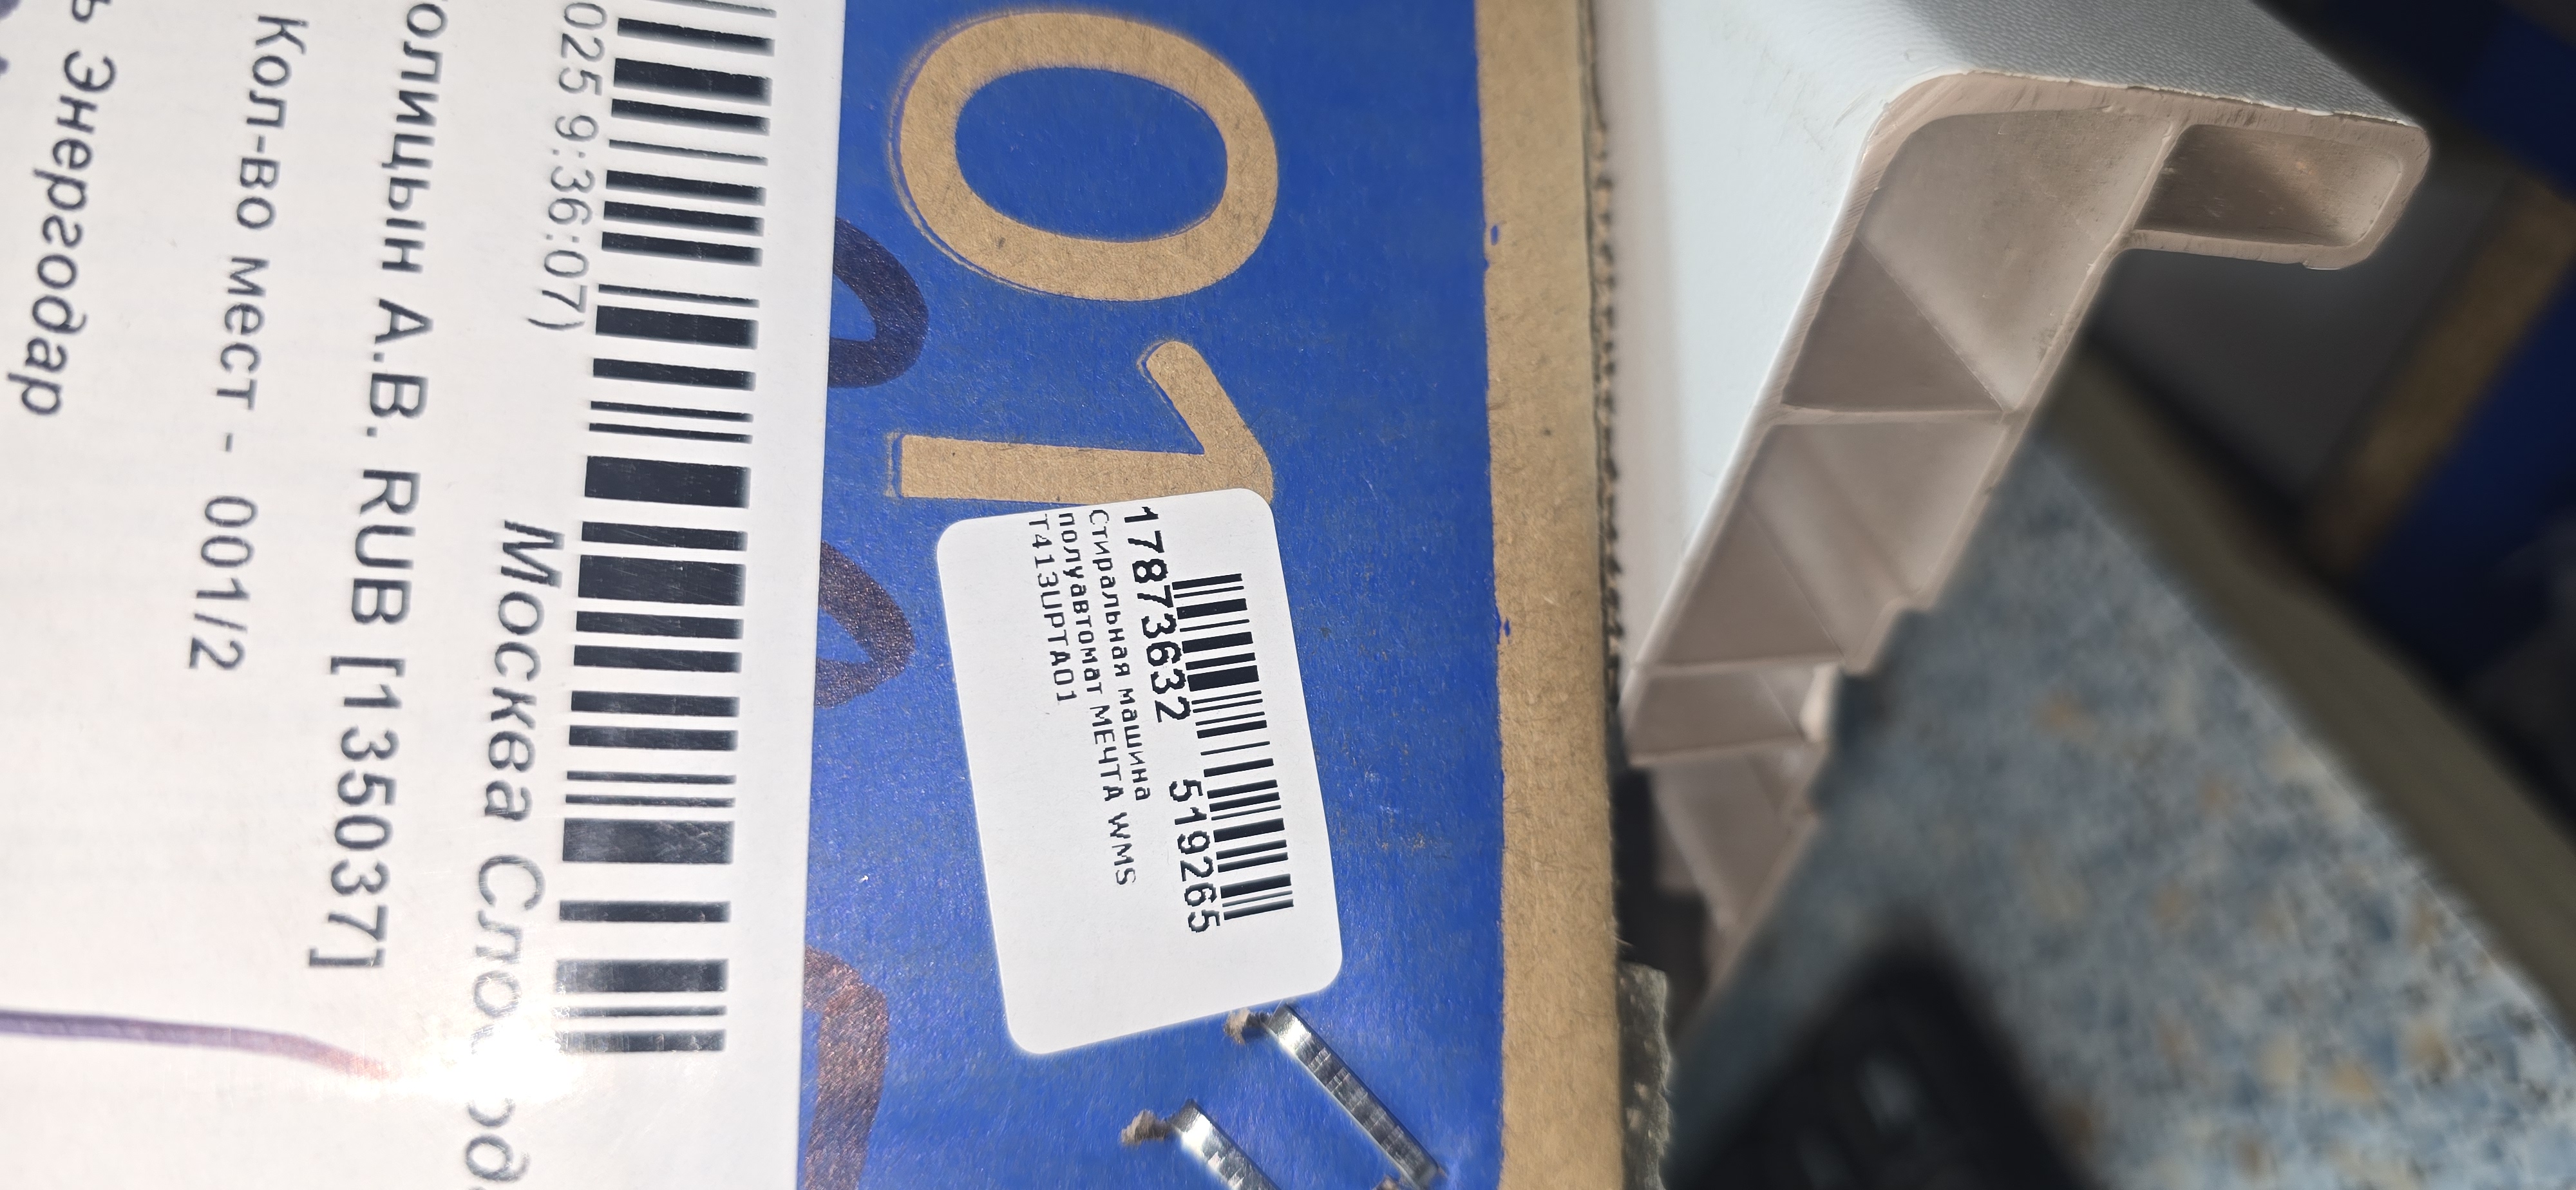 025 9:36:07)
Москва
олицын А.В. RUB [135037]
Кол-во мест - 001/2
ь Энергодар
01
17873632 519265
Стиральная машина
полуавтомат МЕЧТА WMS
T413UPTA01